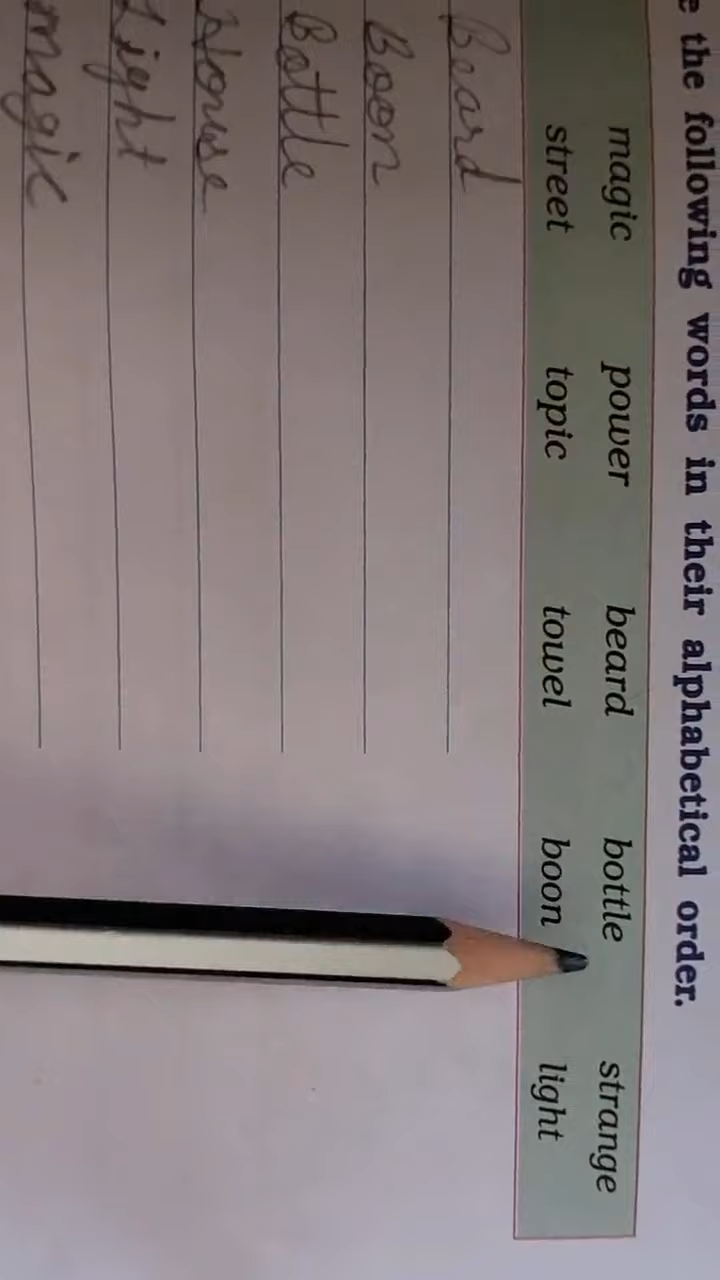 the following words in their alphabetical order.
magic power beard bottle strange
street topic towel boon light
Beard
Boon
Bottle
House
Light
Magic